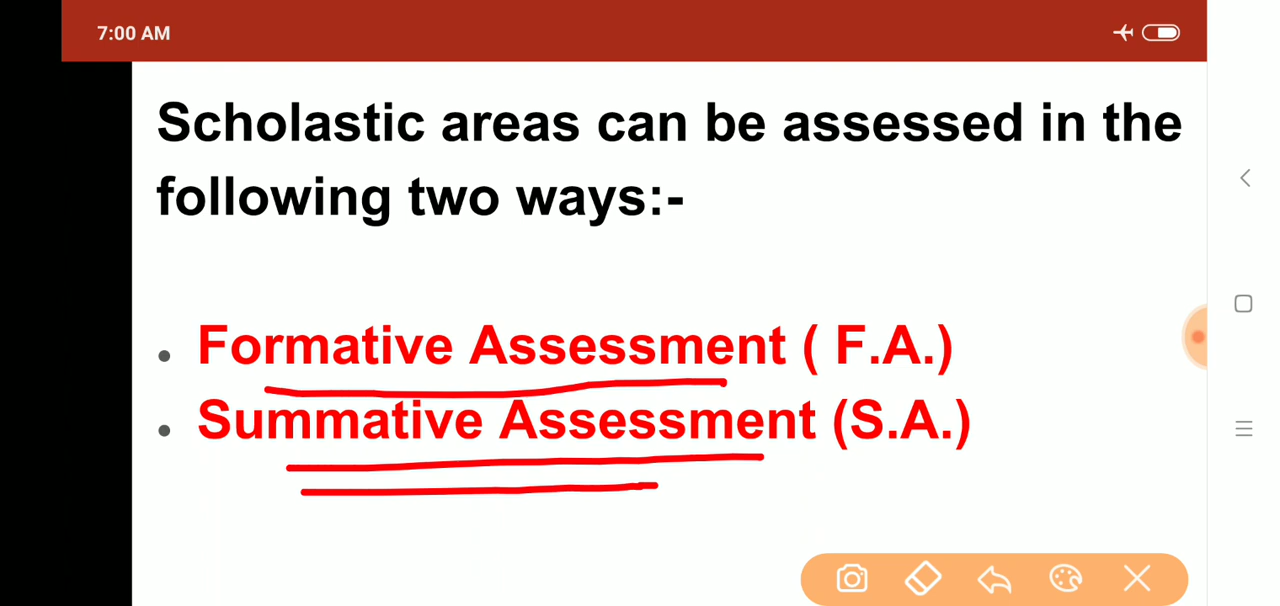 7:00 AM
Scholastic areas can be assessed in the
following two ways:-
• Formative Assessment ( F.A.)
• Summative Assessment (S.A.)